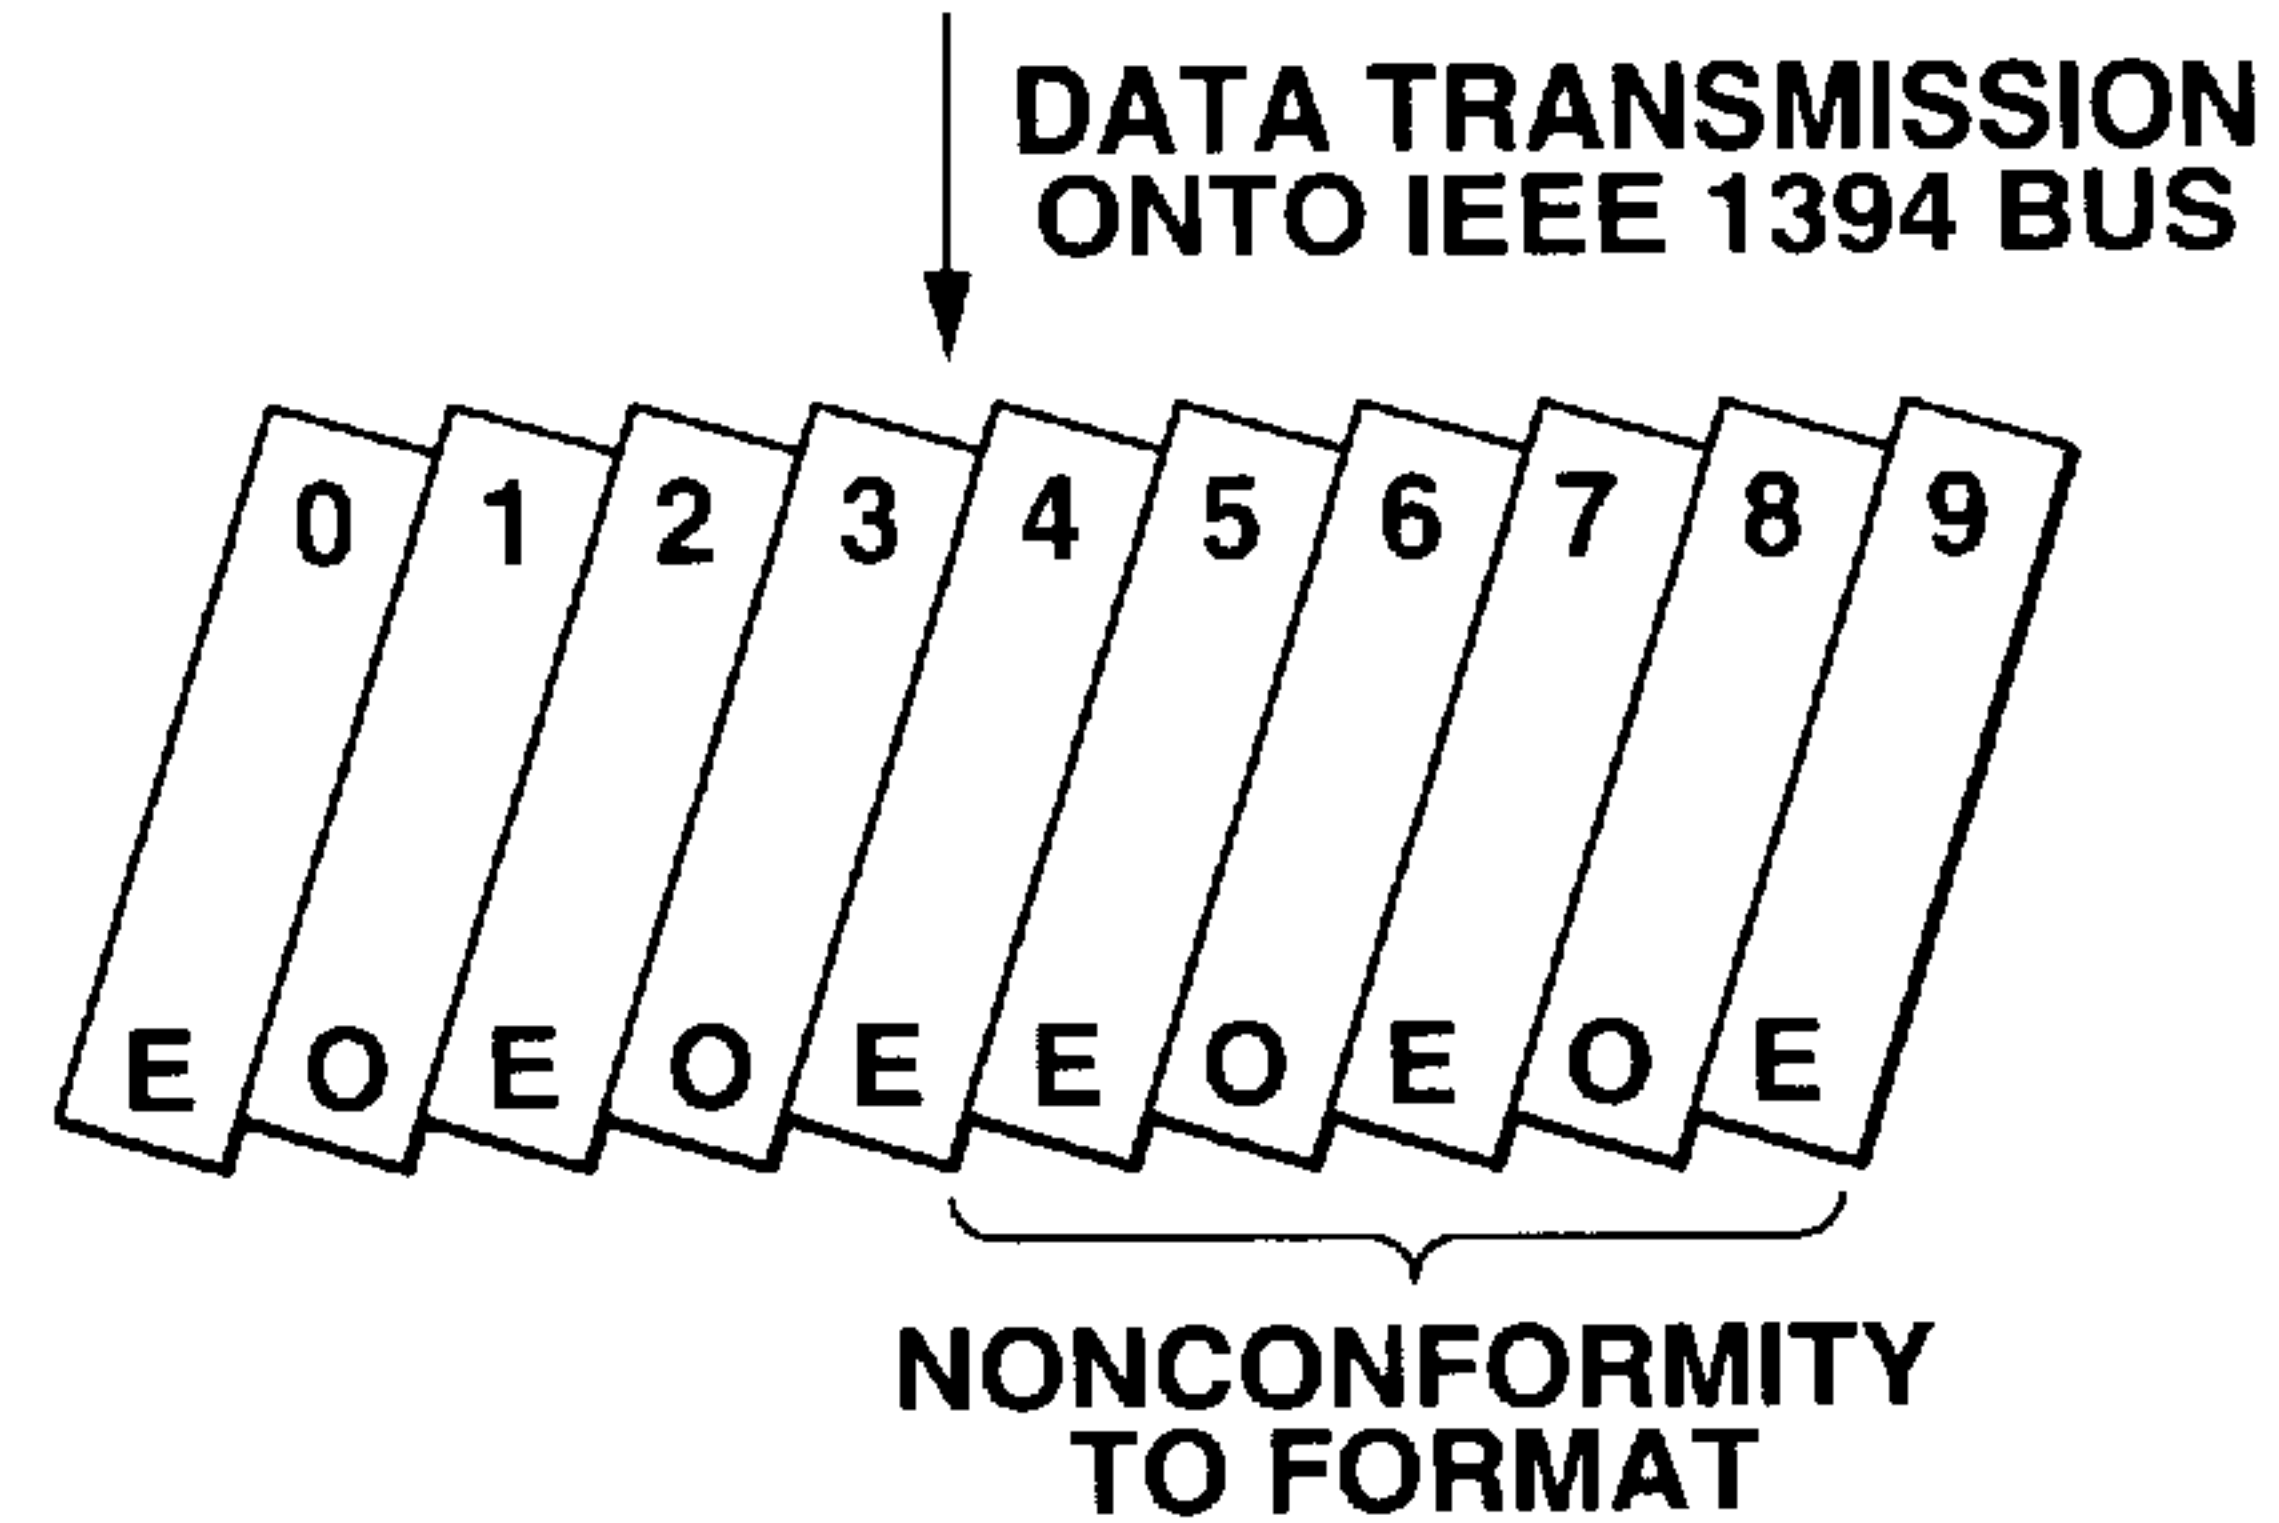 DATA TRANSMISSION
ONTO IEEE 1394 BUS
0 1 2 3 4 5 6 7 8 9
E O E O E E O E O E
NONCONFORMITY
TO FORMAT